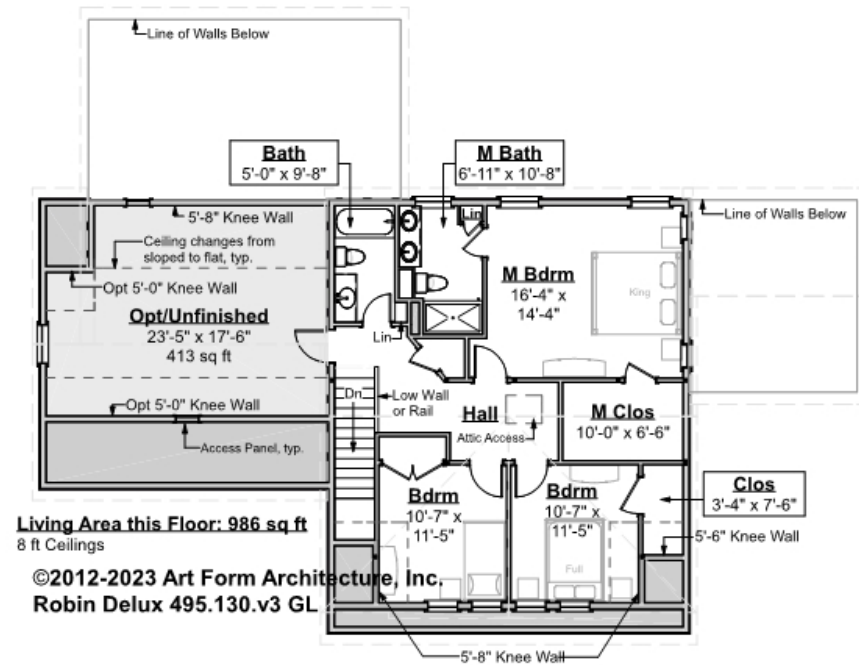 Line of Walls Below
Bath
5'-0" x 9'-8"
M Bath
6'-11" x 10'-8"
5'-8" Knee Wall
Lin
Line of Walls Below
Ceiling changes from
sloped to flat, typ.
M Bdrm
16'-4" x
14'-4"
King
Opt 5'-0" Knee Wall
Opt/Unfinished
23'-5" x 17'-6"
413 sq ft
Lin
Dn
Low Wall
or Rail
Opt 5'-0" Knee Wall
Hall
Attic Access
M Clos
10'-0" x 6'-6"
Access Panel, typ.
Bdrm
10'-7" x
11'-5"
Bdrm
10'-7" x
11'-5"
Full
Clos
3'-4" x 7'-6"
Living Area this Floor: 986 sq ft
8 ft Ceilings
5'-6" Knee Wall
©2012-2023 Art Form Architecture, Inc.
Robin Delux 495.130.v3 GL
5'-8" Knee Wall